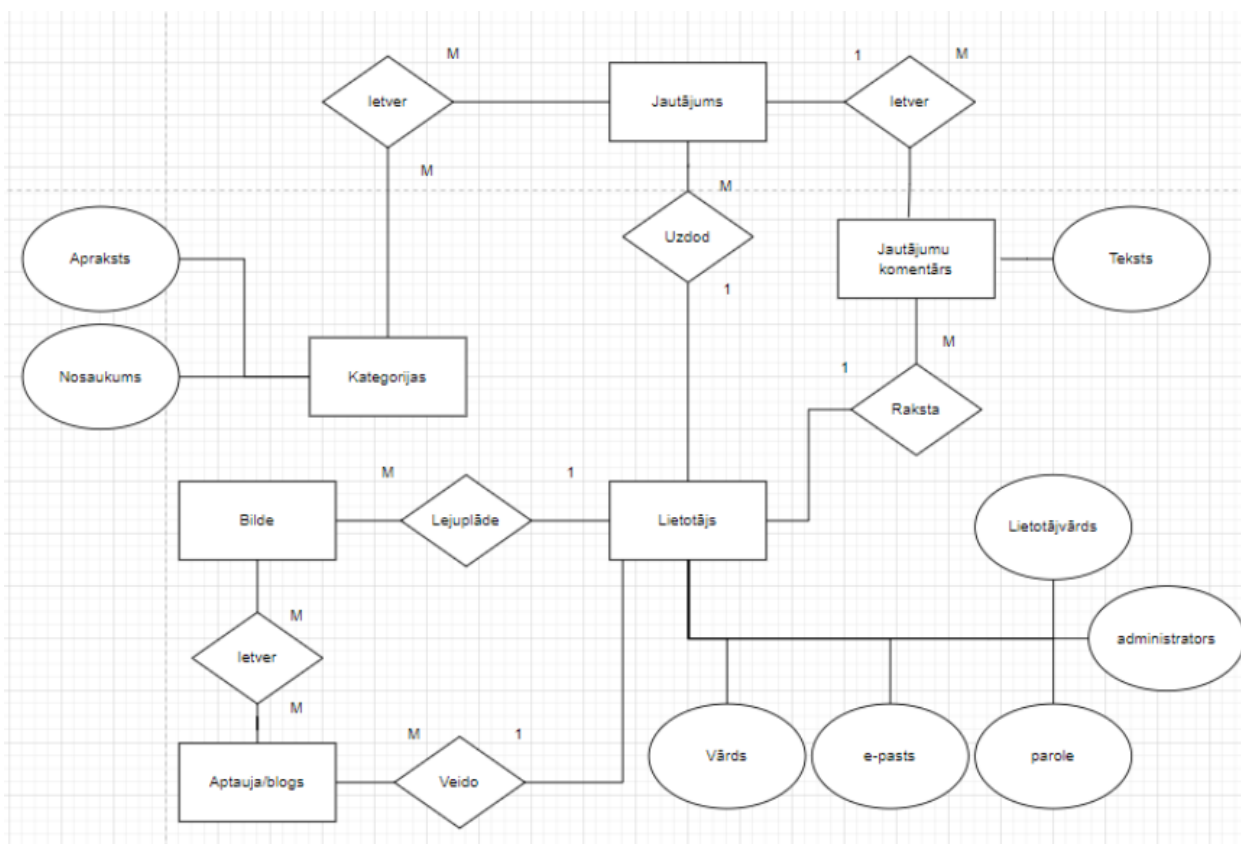 M
1
M
Ietver
Jautājums
Ietver
M
M
Uzdod
Apraksts
Jautājumu
komentārs
Teksts
1
M
Nosaukums
Kategorijas
1
Raksta
M
1
Bilde
Lejuplāde
Lietotājs
Lietotājvārds
M
Ietver
administrators
M
M
1
Aptauja/blogs
Veido
Vārds
e-pasts
parole